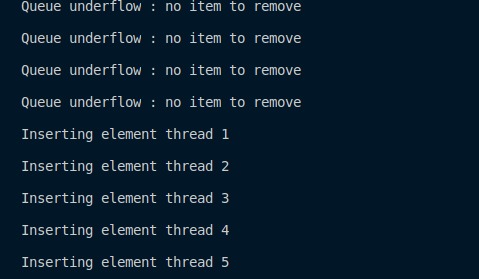 Queue underflow : no item to remove
Queue underflow : no item to remove
Queue underflow : no item to remove
Queue underflow : no item to remove
Inserting element thread 1
Inserting element thread 2
Inserting element thread 3
Inserting element thread 4
Inserting element thread 5